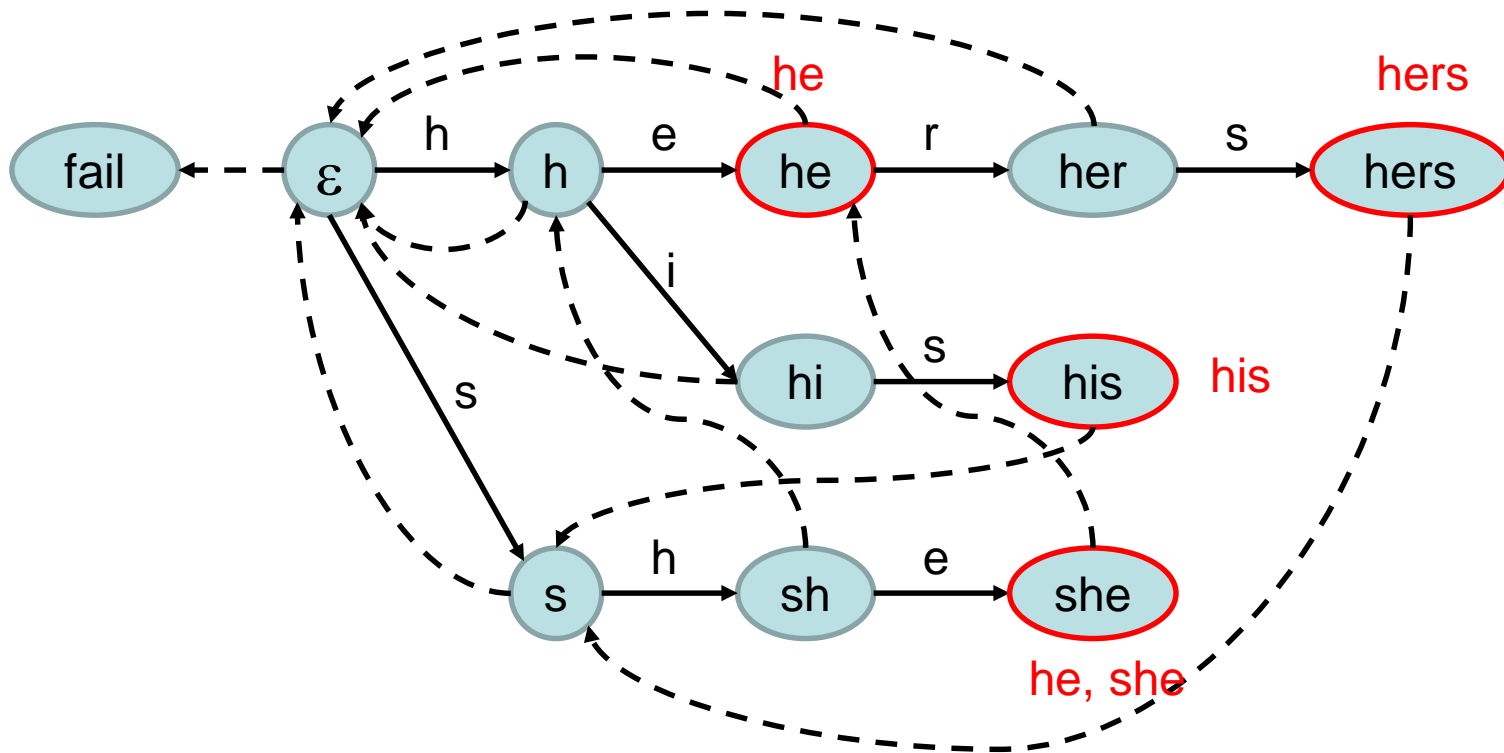 he hers
h e r s
fail ε h he her hers
i
s
hi his his
s
h e
s sh she
he, she